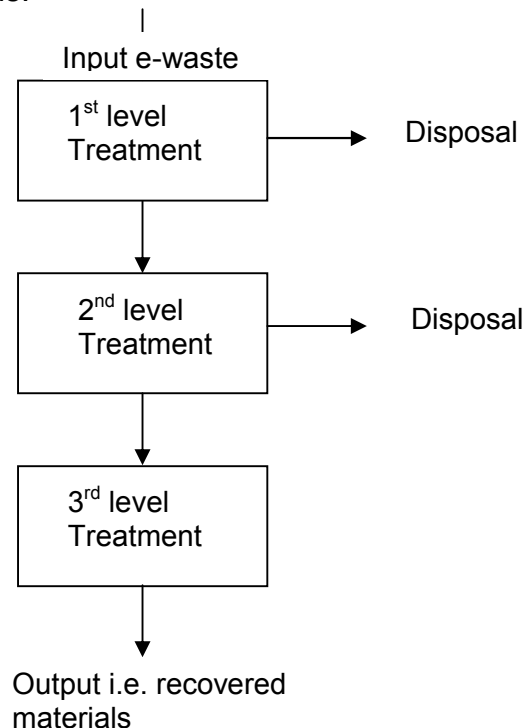 Input e-waste
1st level
Treatment
Disposal
2nd level
Treatment
Disposal
3rd level
Treatment
Output i.e. recovered
materials